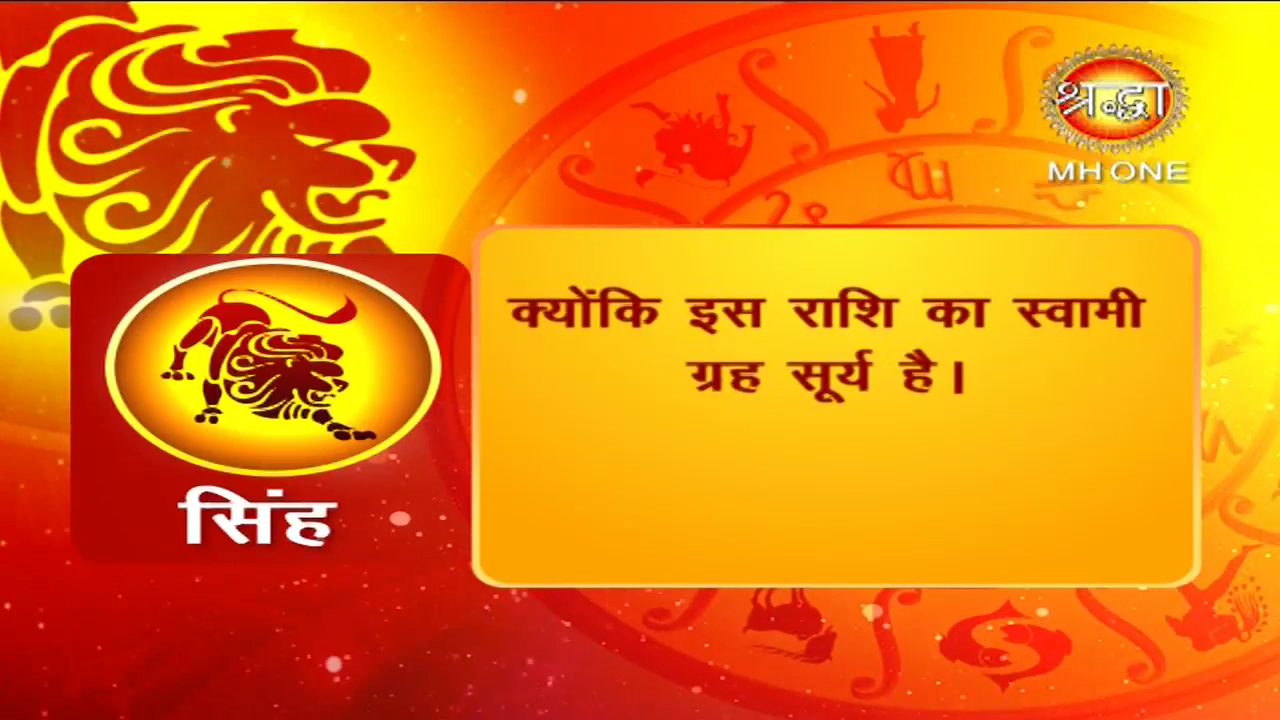 श्रद्धा
MH ONE
क्योंकि इस राशि का स्वामी
ग्रह सूर्य है।
सिंह